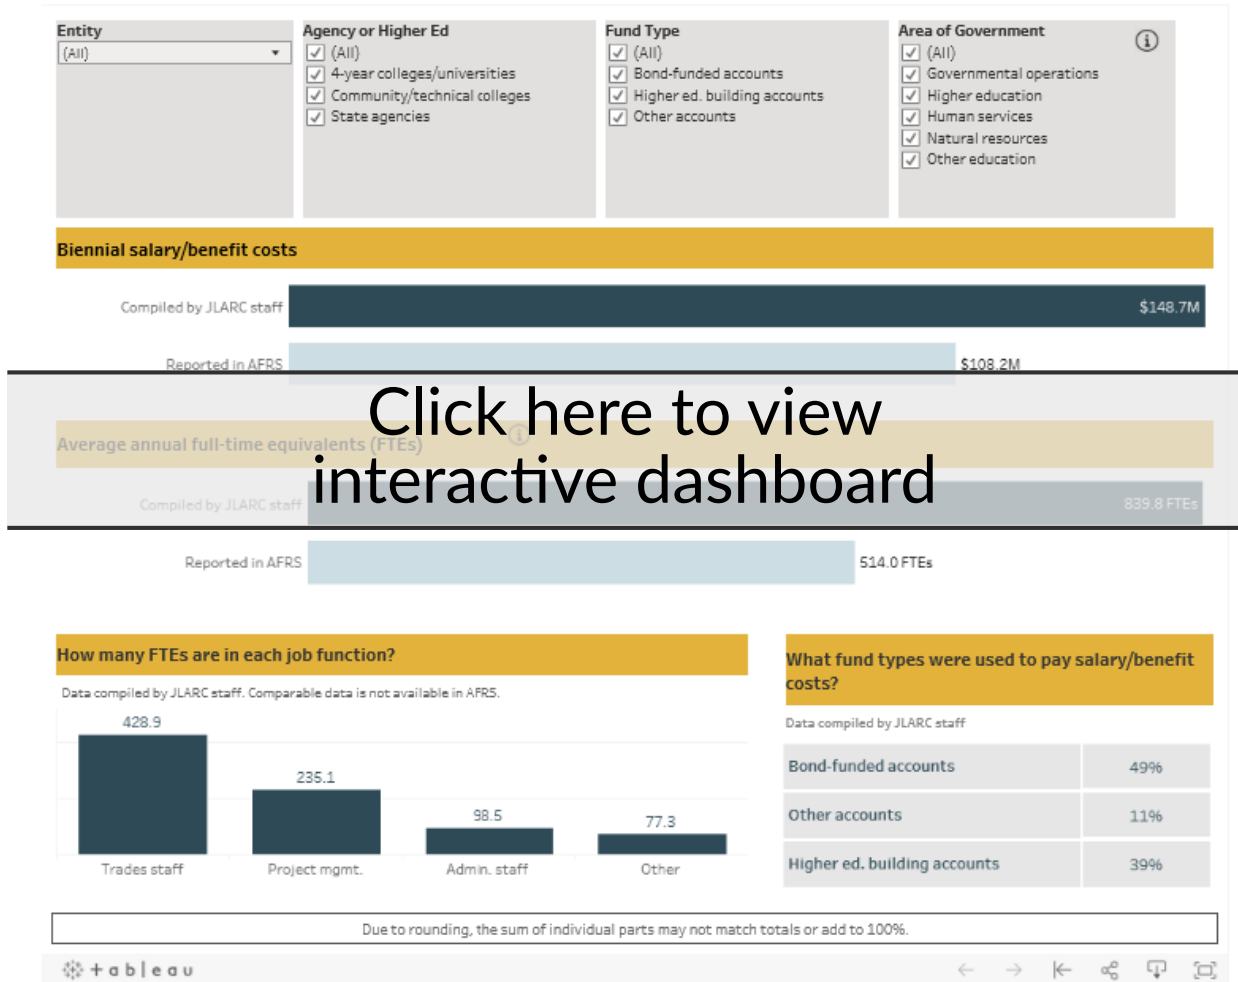 Entity
(All)
Agency or Higher Ed
(All)
4-year colleges/universities
Community/technical colleges
State agencies
Fund Type
(All)
Bond-funded accounts
Higher ed. building accounts
Other accounts
Area of Government
(All)
Governmental operations
Higher education
Human services
Natural resources
Other education
Biennial salary/benefit costs
Compiled by JLARC staff
$148.7M
Reported in AFRS
$108.2M
Click here to view
interactive dashboard
Average annual full-time equivalents (FTEs)
Compiled by JLARC staff
839.8 FTEs
Reported in AFRS
514.0 FTEs
How many FTEs are in each job function?
Data compiled by JLARC staff. Comparable data is not available in AFRS.
428.9
235.1
98.5
77.3
Trades staff
Project mgmt.
Admin. staff
Other
What fund types were used to pay salary/benefit
costs?
Data compiled by JLARC staff
Bond-funded accounts 49%
Other accounts 11%
Higher ed. building accounts 39%
Due to rounding, the sum of individual parts may not match totals or add to 100%.
+ableau